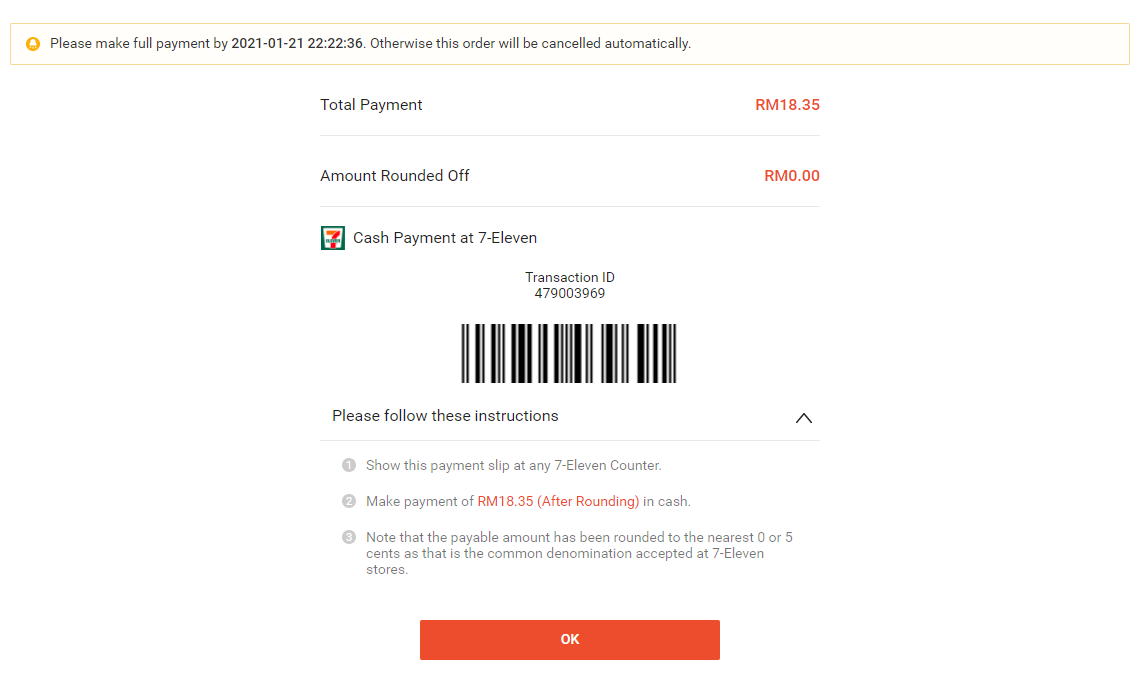 Please make full payment by 2021-01-21 22:22:36. Otherwise this order will be cancelled automatically.
Total Payment RM18.35
Amount Rounded Off RM0.00
7 ELEVEN Cash Payment at 7-Eleven
Transaction ID
479003969
Please follow these instructions
1 Show this payment slip at any 7-Eleven Counter.
2 Make payment of RM18.35 (After Rounding) in cash.
3 Note that the payable amount has been rounded to the nearest 0 or 5
cents as that is the common denomination accepted at 7-Eleven
stores.
OK